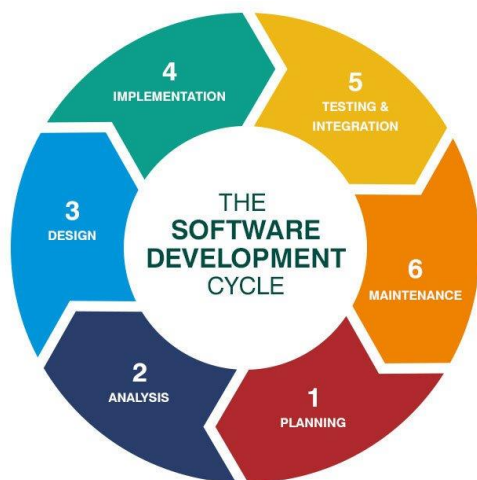 THE
SOFTWARE
DEVELOPMENT
CYCLE
1
PLANNING
2
ANALYSIS
3
DESIGN
4
IMPLEMENTATION
5
TESTING &
INTEGRATION
6
MAINTENANCE